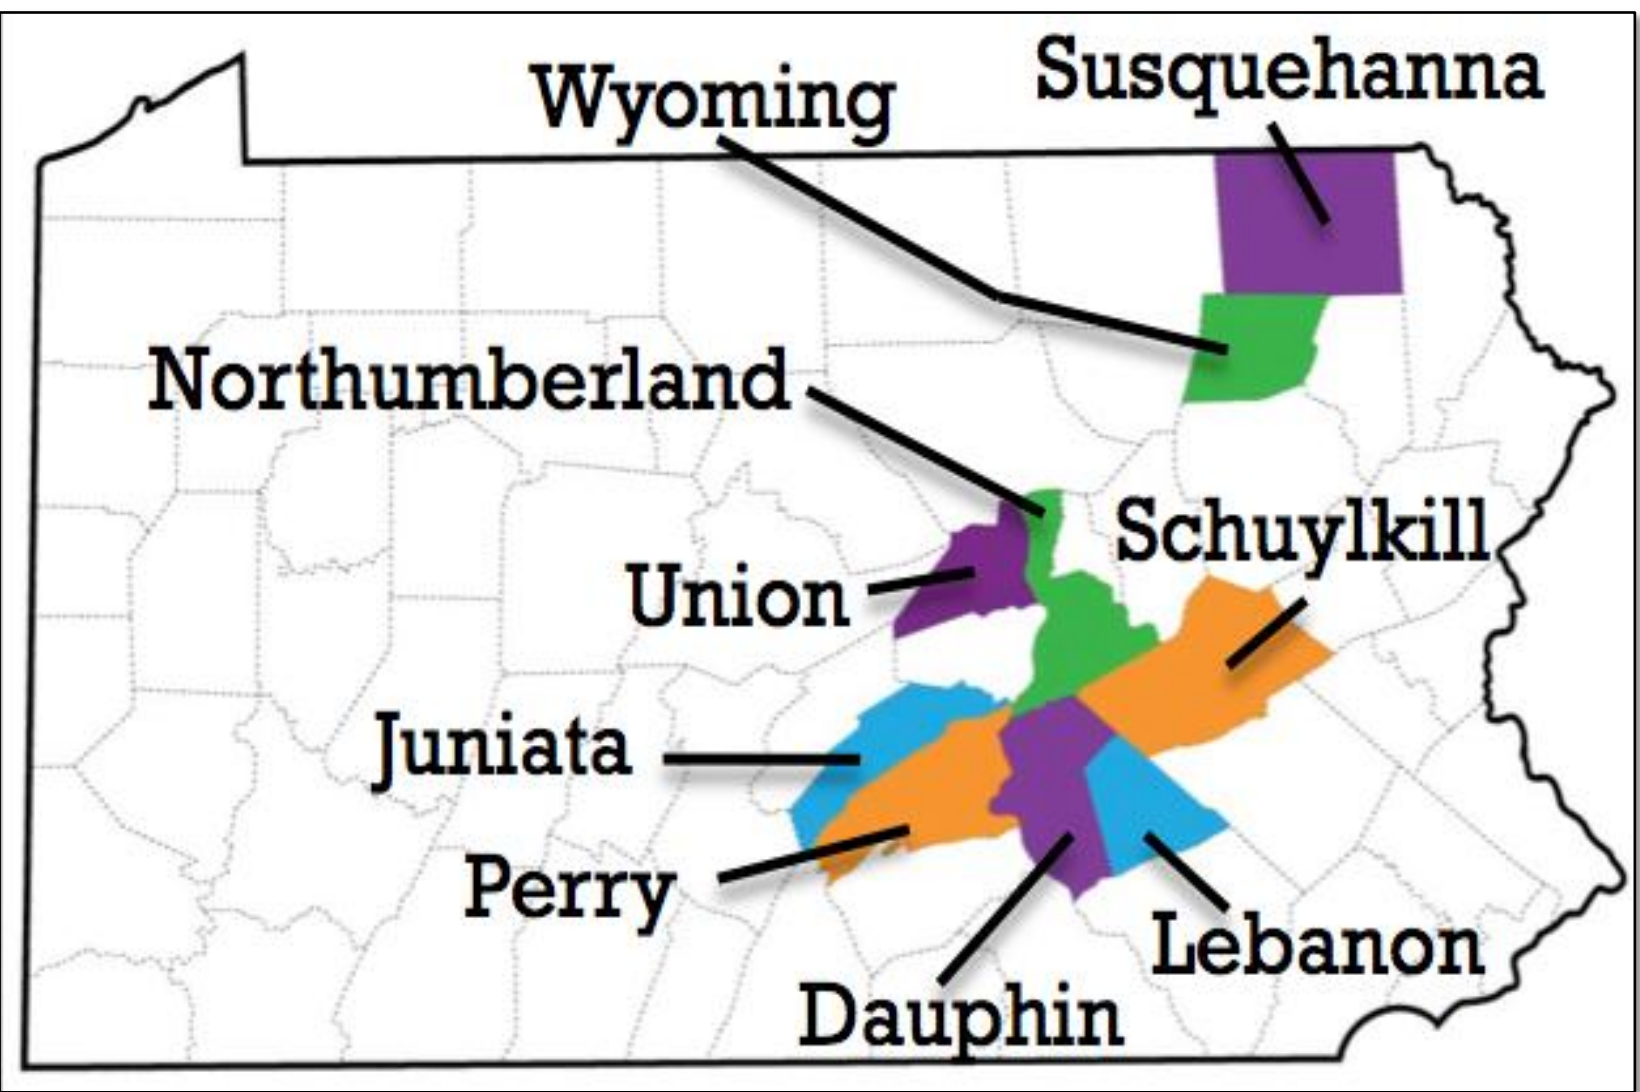 Susquehanna
Wyoming
Northumberland
Schuylkill
Union
Juniata
Perry
Lebanon
Dauphin